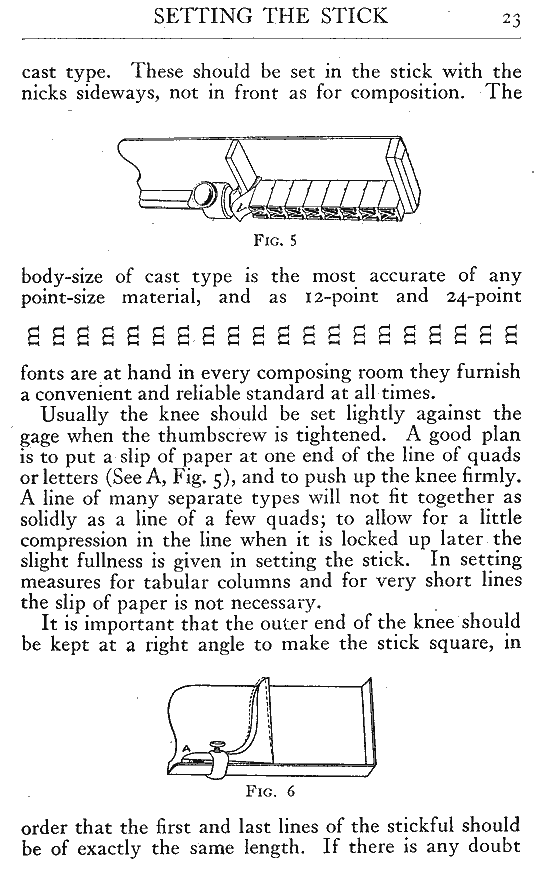 SETTING THE STICK 23
cast type. These should be set in the stick with the
nicks sideways, not in front as for composition. The
FIG. 5
body-size of cast type is the most accurate of any
point-size material, and as 12-point and 24-point
m m m m m m m m m m m m m m m m m m m m
fonts are at hand in every composing room they furnish
a convenient and reliable standard at all times.
Usually the knee should be set lightly against the
gage when the thumbscrew is tightened. A good plan
is to put a slip of paper at one end of the line of quads
or letters (See A, Fig. 5), and to push up the knee firmly.
A line of many separate types will not fit together as
solidly as a line of a few quads; to allow for a little
compression in the line when it is locked up later the
slight fullness is given in setting the stick. In setting
measures for tabular columns and for very short lines
the slip of paper is not necessary.
It is important that the outer end of the knee should
be kept at a right angle to make the stick square, in
A
FIG. 6
order that the first and last lines of the stickful should
be of exactly the same length. If there is any doubt